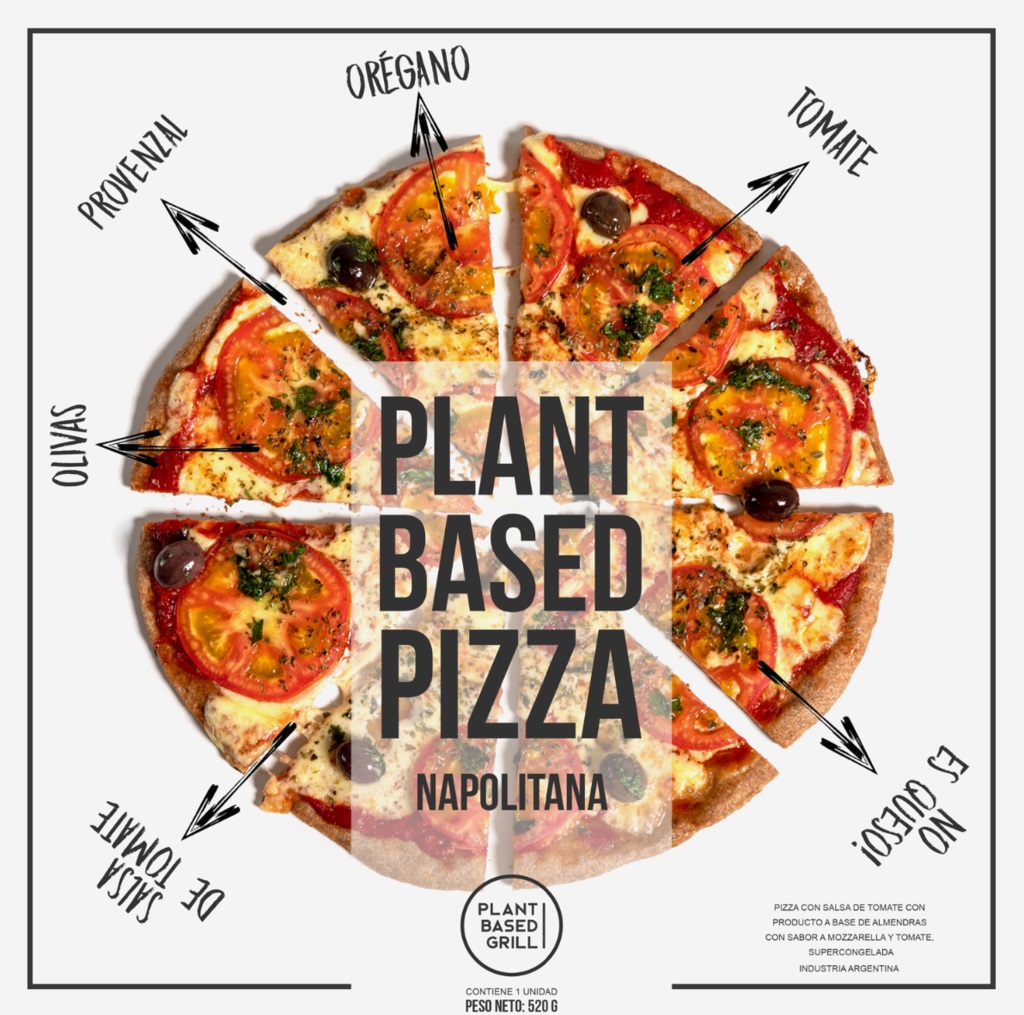 ORÉGANO
PROVENZAL
TOMATE
OLIVAS
PLANT
BASED
PIZZA
NAPOLITANA
NO
ES QUESO!
SALSA
DE TOMATE
PLANT
BASED
GRILL
CONTIENE 1 UNIDAD
PESO NETO: 520 G
PIZZA CON SALSA DE TOMATE CON
PRODUCTO A BASE DE ALMENDRAS
CON SABOR A MOZZARELLA Y TOMATE,
SUPERCONGELADA
INDUSTRIA ARGENTINA